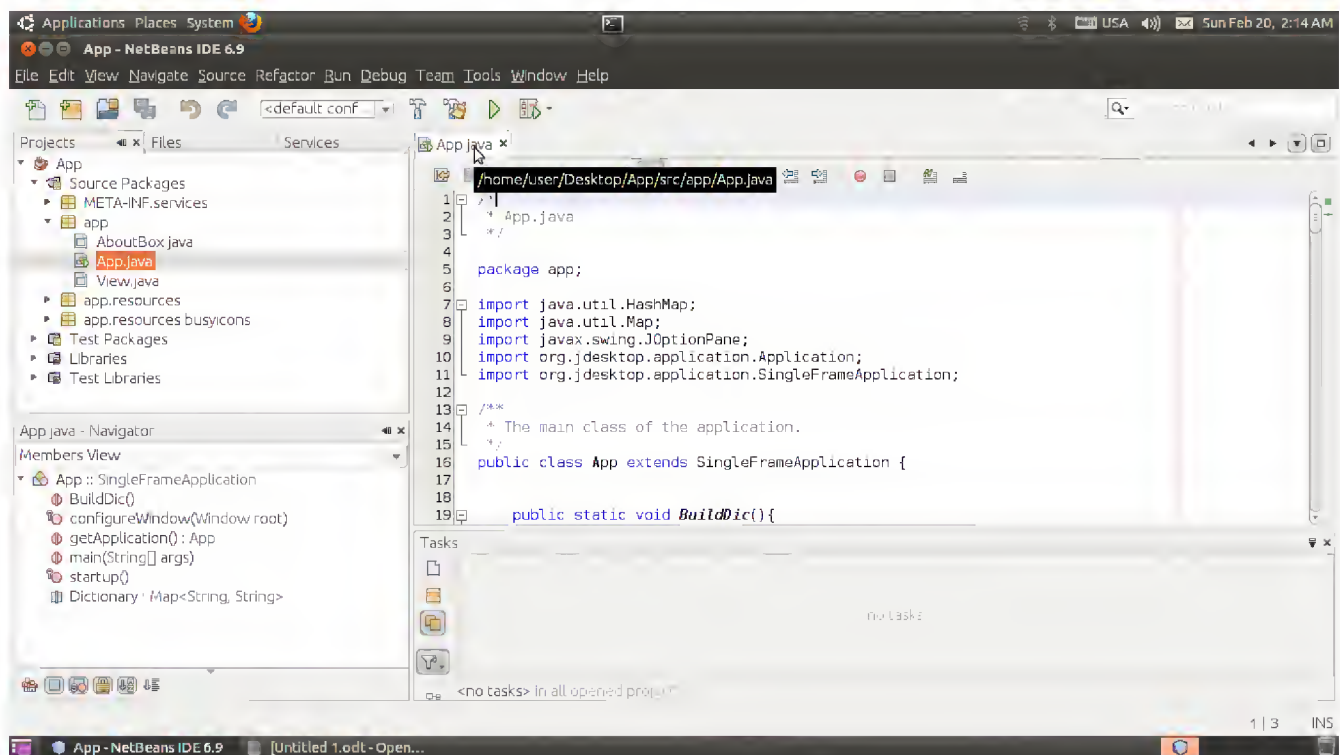 Applications Places System
USA Sun Feb 20, 2:14 AM
App - NetBeans IDE 6.9
File Edit View Navigate Source Refactor Run Debug Team Tools Window Help
<default conf
Projects Files Services
App
Source Packages
META-INF.services
app
AboutBox.java
App.java
View.java
app.resources
app.resources.busyicons
Test Packages
Libraries
Test Libraries
App.java - Navigator
Members View
App :: SingleFrameApplication
BuildDic()
configureWindow(Window root)
getApplication() : App
main(String[] args)
startup()
Dictionary : Map<String, String>
App.java
/home/user/Desktop/App/src/app/App.java
1 /*
2 * App.java
3 */
4
5 package app;
6
7 import java.util.HashMap;
8 import java.util.Map;
9 import javax.swing.JOptionPane;
10 import org.jdesktop.application.Application;
11 import org.jdesktop.application.SingleFrameApplication;
12
13 /**
14 * The main class of the application.
15 */
16 public class App extends SingleFrameApplication {
17
18
19 public static void BuildDic(){
Tasks
no tasks
<no tasks> in all opened
1 | 3 INS
App - NetBeans IDE 6.9 [Untitled 1.odt - Open...